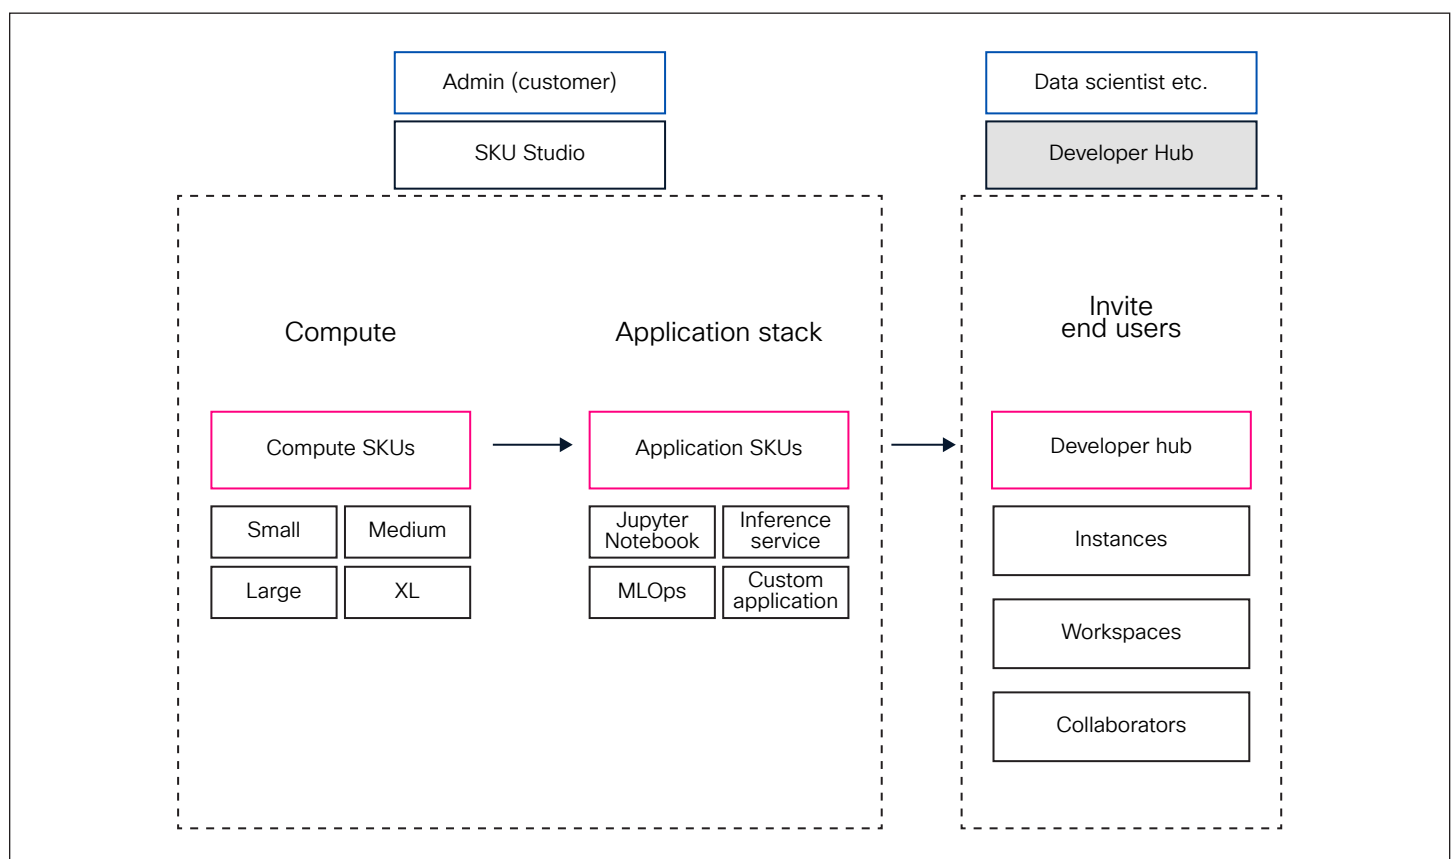 Admin (customer)
SKU Studio
Data scientist etc.
Developer Hub
Compute
Application stack
Invite
end users
Compute SKUs
Application SKUs
Developer hub
Small
Medium
Large
XL
Jupyter
Notebook
Inference
service
MLOps
Custom
application
Instances
Workspaces
Collaborators